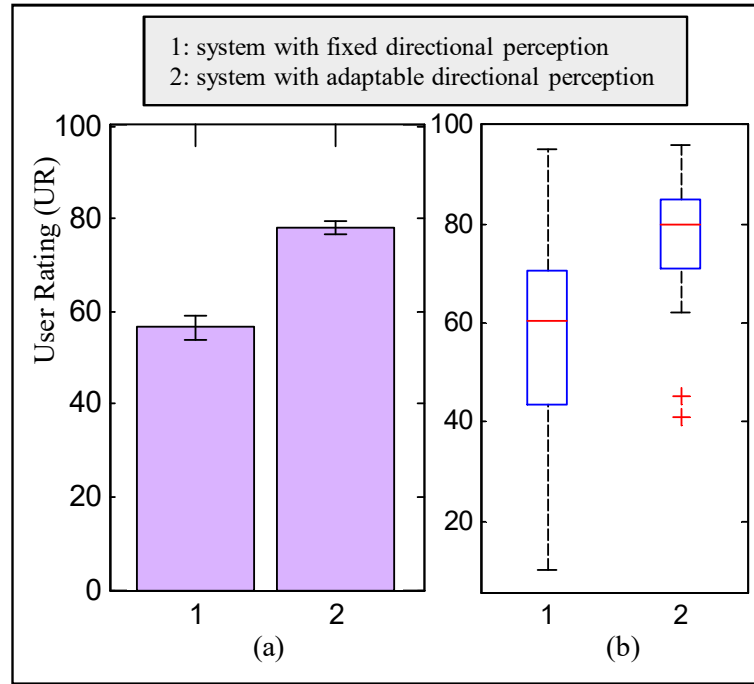 1: system with fixed directional perception
2: system with adaptable directional perception
User Rating (UR)
100
80
60
40
20
0
1 2
(a)
100
80
60
40
20
1 2
(b)